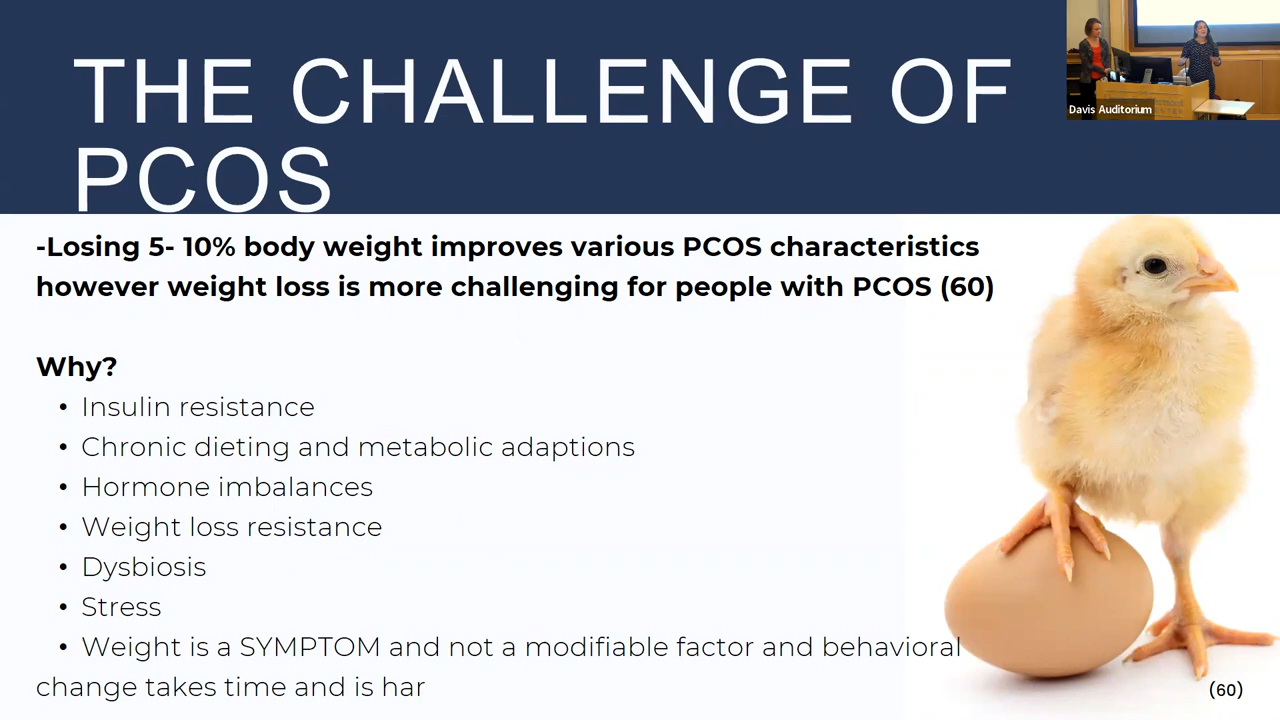 THE CHALLENGE OF
PCOS
Davis Auditorium
-Losing 5- 10% body weight improves various PCOS characteristics
however weight loss is more challenging for people with PCOS (60)
Why?
• Insulin resistance
• Chronic dieting and metabolic adaptions
• Hormone imbalances
• Weight loss resistance
• Dysbiosis
• Stress
• Weight is a SYMPTOM and not a modifiable factor and behavioral
change takes time and is har
(60)